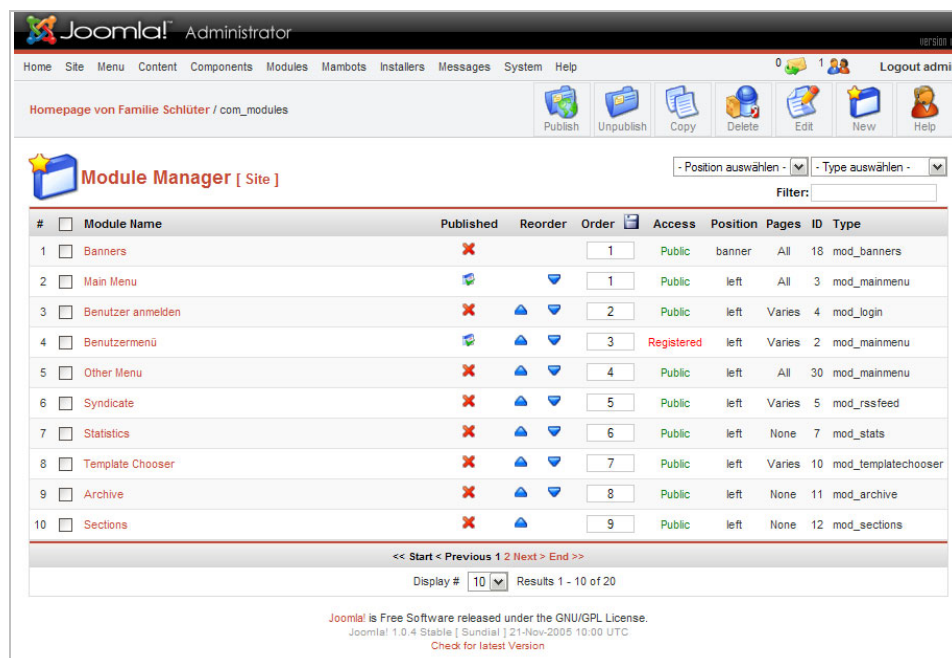 Joomla!™ Administrator
version
Home Site Menu Content Components Modules Mambots Installers Messages System Help 0 1 Logout admi
Homepage von Familie Schlüter / com_modules
Publish Unpublish Copy Delete Edit New Help
Module Manager [ Site ]
- Position auswählen - - Type auswählen -
Filter:
# Module Name Published Reorder Order Access Position Pages ID Type
1 Banners 1 Public banner All 18 mod_banners
2 Main Menu 1 Public left All 3 mod_mainmenu
3 Benutzer anmelden 2 Public left Varies 4 mod_login
4 Benutzermenü 3 Registered left Varies 2 mod_mainmenu
5 Other Menu 4 Public left All 30 mod_mainmenu
6 Syndicate 5 Public left Varies 5 mod_rssfeed
7 Statistics 6 Public left None 7 mod_stats
8 Template Chooser 7 Public left Varies 10 mod_templatechooser
9 Archive 8 Public left None 11 mod_archive
10 Sections 9 Public left None 12 mod_sections
<< Start < Previous 1 2 Next > End >>
Display # 10 Results 1 - 10 of 20
Joomla! is Free Software released under the GNU/GPL License.
Joomla! 1.0.4 Stable [ Sundial ] 21-Nov-2005 10:00 UTC
Check for latest Version